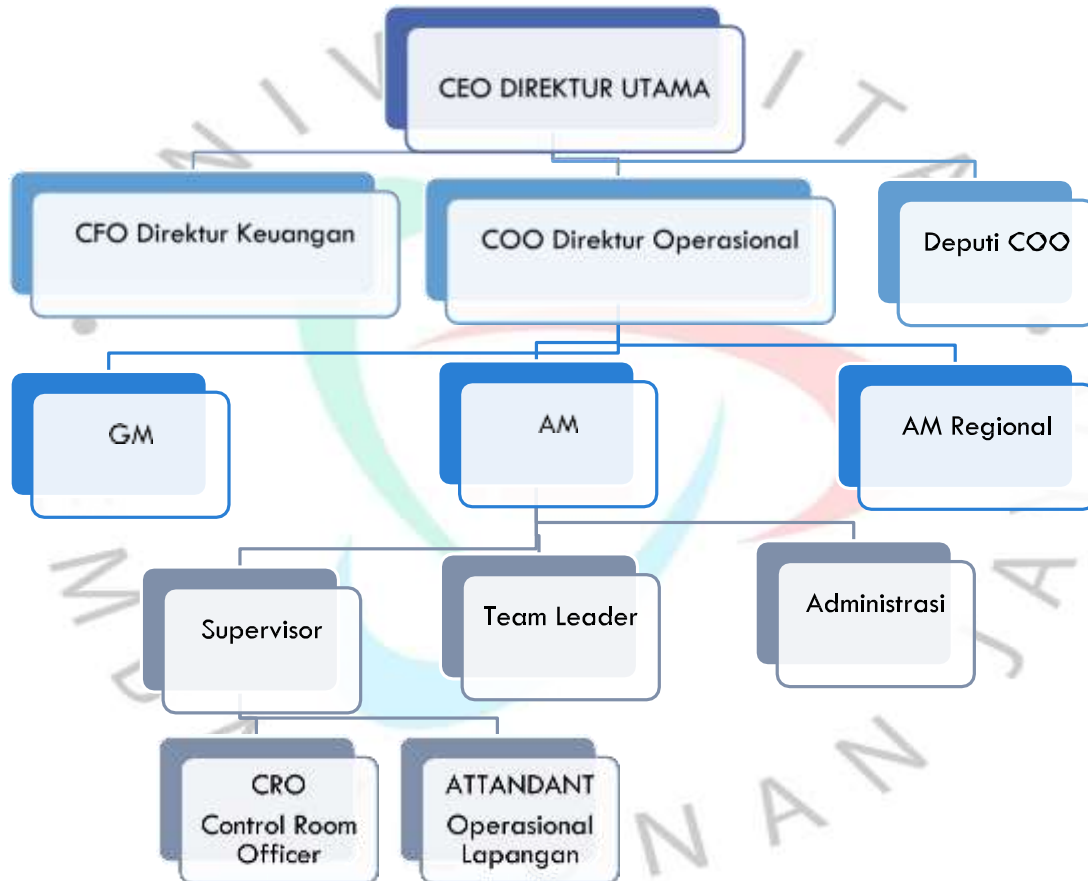 CEO DIREKTUR UTAMA
CFO Direktur Keuangan
COO Direktur Operasional
Deputi COO
GM
AM
AM Regional
Supervisor
Team Leader
Administrasi
CRO
Control Room
Officer
ATTANDANT
Operasional
Lapangan